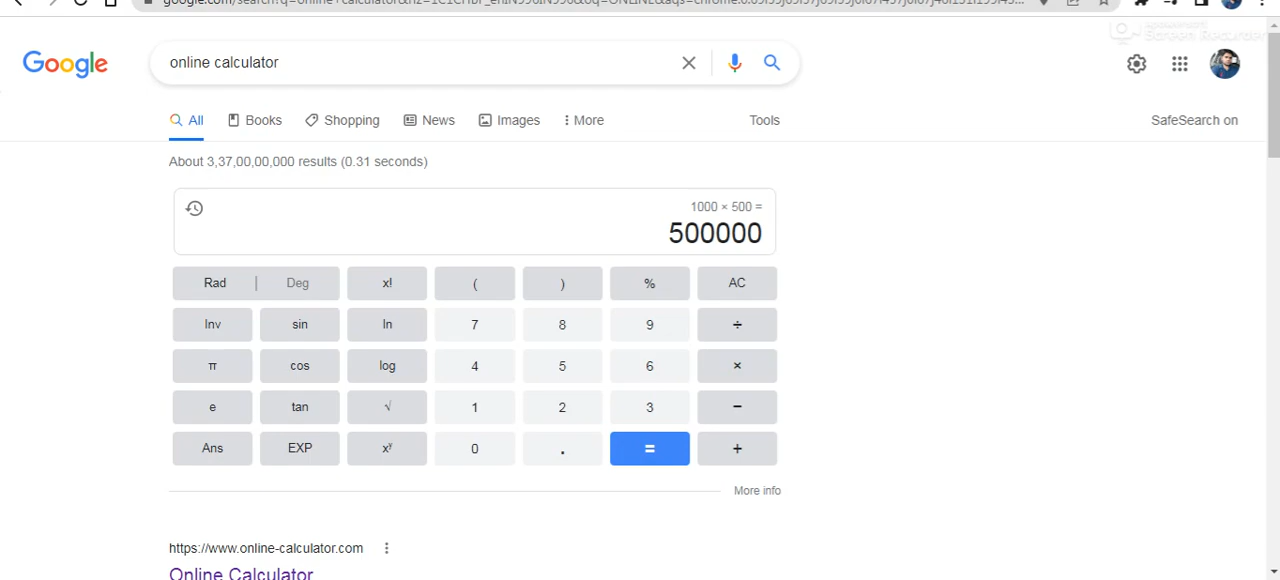 Screen Recorder
Google
online calculator
All
Books
Shopping
News
Images
More
Tools
SafeSearch on
About 3,37,00,00,000 results (0.31 seconds)
1000 × 500 =
500000
Rad | Deg x! ( ) % AC
Inv sin ln 7 8 9 ÷
π cos log 4 5 6 ×
e tan √ 1 2 3 −
Ans EXP xʸ 0 . = +
More info
https://www.online-calculator.com
Online Calculator